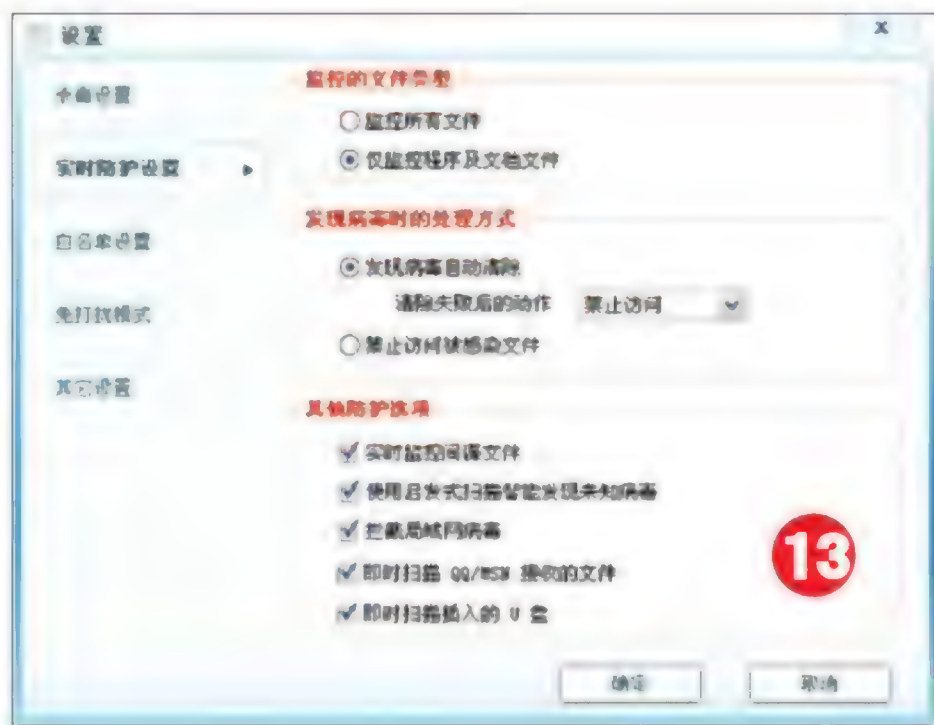 设置
x
查毒设置
实时防护设置
白名单设置
免打扰模式
其它设置
监控的文件类型
监控所有文件
仅监控程序及文档文件
发现病毒时的处理方式
发现病毒自动清除
清除失败后的动作 禁止访问
禁止访问被感染文件
其他防护选项
实时监控间谍文件
使用启发式扫描智能发现未知病毒
拦截局域网病毒
即时扫描 QQ/MSN 接收的文件
即时扫描插入的 U 盘
13
确定 取消